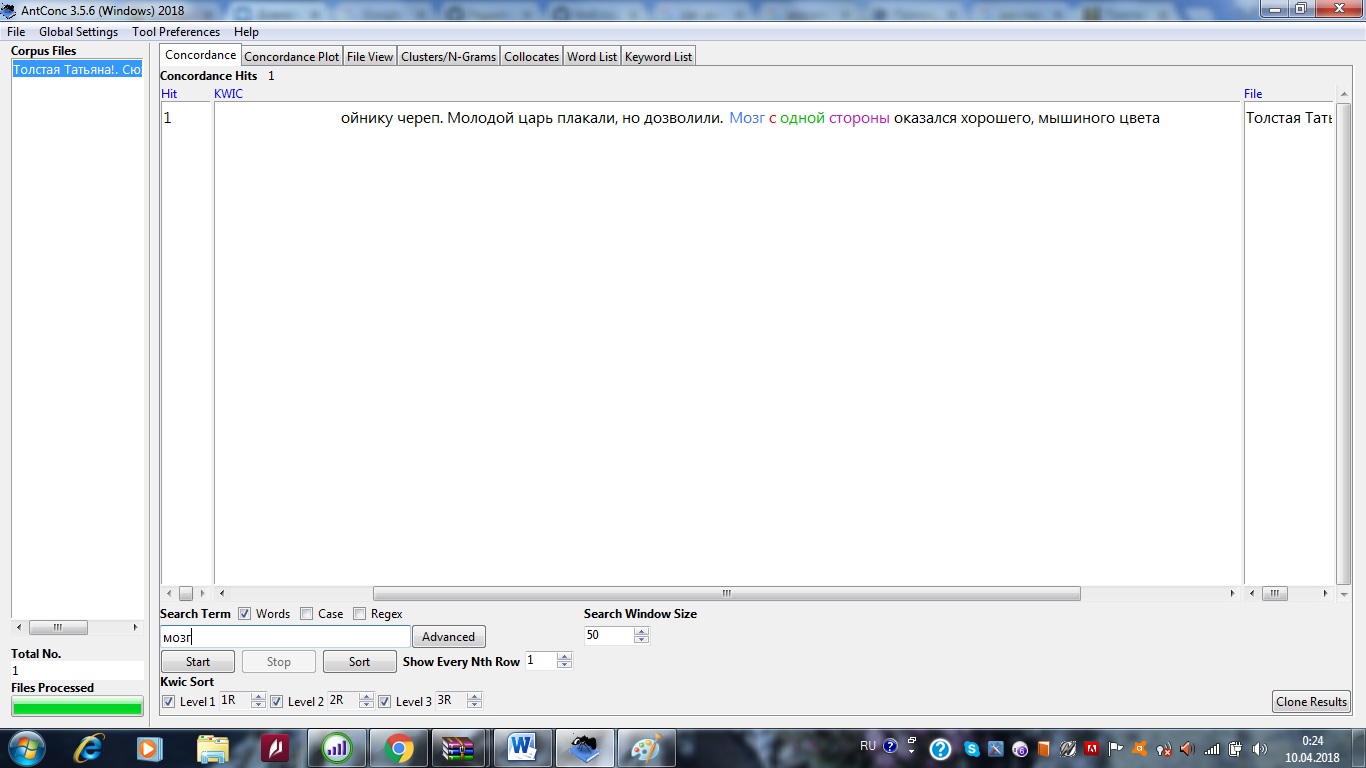 AntConc 3.5.6 (Windows) 2018
File Global Settings Tool Preferences Help
Corpus Files
Толстая Татьяна!. Сю
Concordance Concordance Plot File View Clusters/N-Grams Collocates Word List Keyword List
Concordance Hits 1
Hit KWIC File
1 ойнику череп. Молодой царь плакали, но дозволили. Мозг с одной стороны оказался хорошего, мышиного цвета Толстая Тать
Search Term Words Case Regex Search Window Size
мозг Advanced 50
Total No.
1
Start Stop Sort Show Every Nth Row 1
Files Processed
Kwic Sort
Level 1 1R Level 2 2R Level 3 3R Clone Results
RU 0:24
10.04.2018